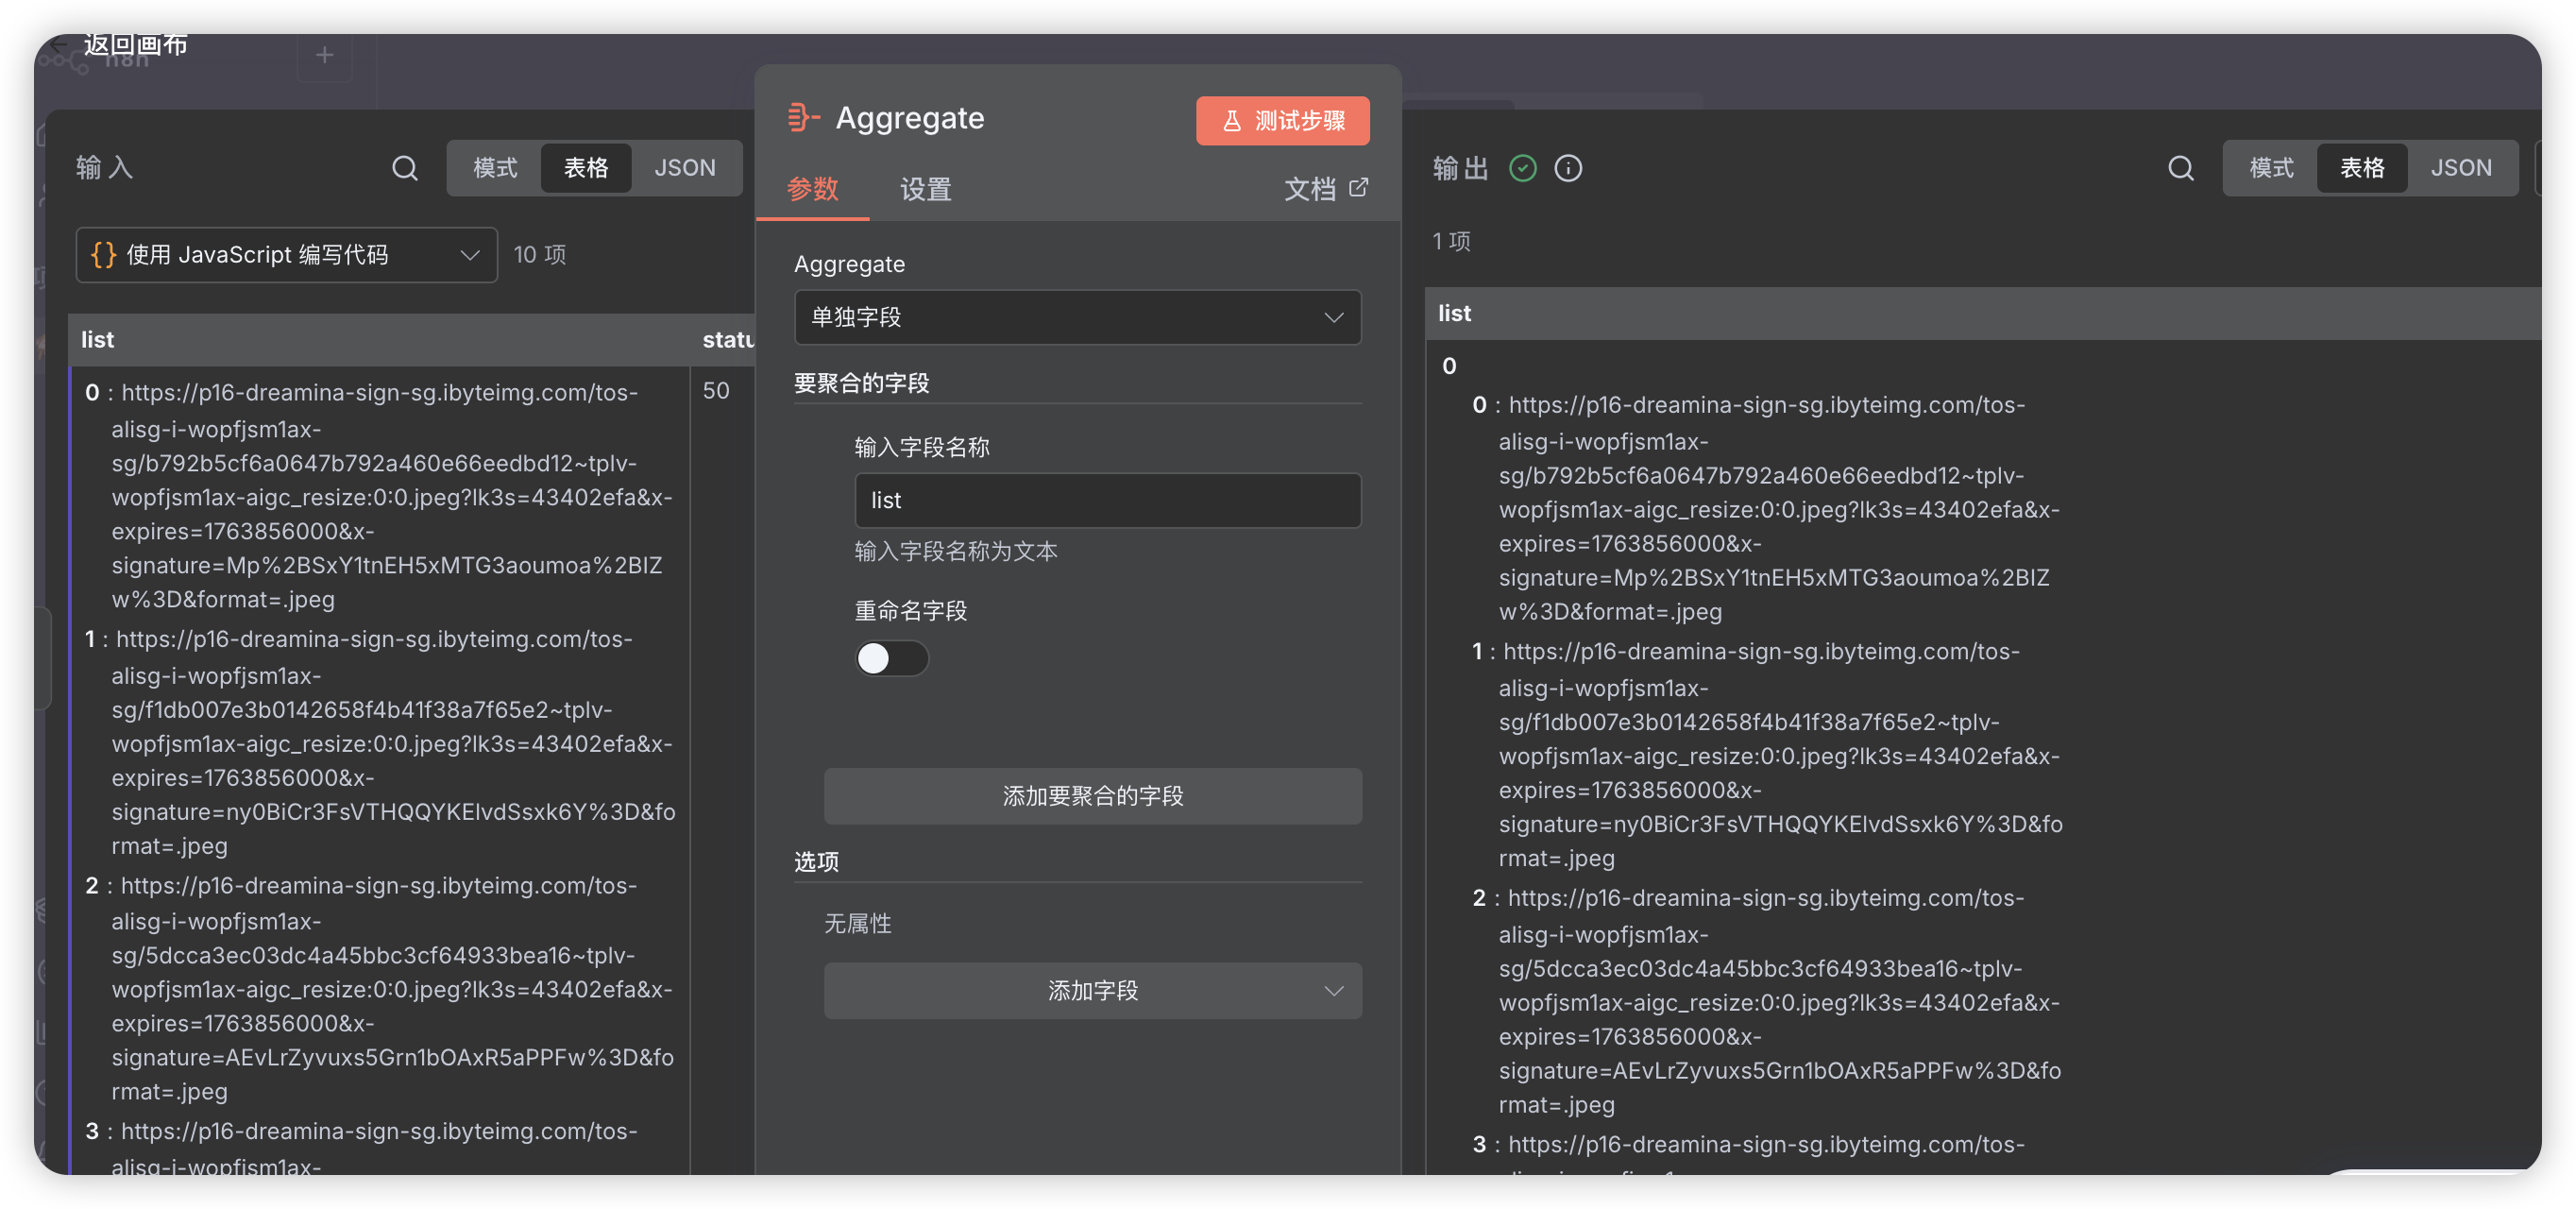 返回画布
n8n
输入
模式 表格 JSON
使用 JavaScript 编写代码
10 项
list
statu
0 : https://p16-dreamina-sign-sg.ibyteimg.com/tos-
alisg-i-wopfjsm1ax-
sg/b792b5cf6a0647b792a460e66eedbd12~tplv-
wopfjsm1ax-aigc_resize:0:0.jpeg?lk3s=43402efa&x-
expires=1763856000&x-
signature=Mp%2BSxY1tnEH5xMTG3aoumoa%2BIZ
w%3D&format=.jpeg
50
1 : https://p16-dreamina-sign-sg.ibyteimg.com/tos-
alisg-i-wopfjsm1ax-
sg/f1db007e3b0142658f4b41f38a7f65e2~tplv-
wopfjsm1ax-aigc_resize:0:0.jpeg?lk3s=43402efa&x-
expires=1763856000&x-
signature=ny0BiCr3FsVTHQQYKElvdSsxk6Y%3D&fo
rmat=.jpeg
2 : https://p16-dreamina-sign-sg.ibyteimg.com/tos-
alisg-i-wopfjsm1ax-
sg/5dcca3ec03dc4a45bbc3cf64933bea16~tplv-
wopfjsm1ax-aigc_resize:0:0.jpeg?lk3s=43402efa&x-
expires=1763856000&x-
signature=AEvLrZyvuxs5Grn1bOAxR5aPPFw%3D&fo
rmat=.jpeg
3 : https://p16-dreamina-sign-sg.ibyteimg.com/tos-
alisg-i-wopfjsm1ax-
Aggregate
测试步骤
参数 设置 文档
Aggregate
单独字段
要聚合的字段
输入字段名称
list
输入字段名称为文本
重命名字段
添加要聚合的字段
选项
无属性
添加字段
输出
模式 表格 JSON
1 项
list
0
0 : https://p16-dreamina-sign-sg.ibyteimg.com/tos-
alisg-i-wopfjsm1ax-
sg/b792b5cf6a0647b792a460e66eedbd12~tplv-
wopfjsm1ax-aigc_resize:0:0.jpeg?lk3s=43402efa&x-
expires=1763856000&x-
signature=Mp%2BSxY1tnEH5xMTG3aoumoa%2BIZ
w%3D&format=.jpeg
1 : https://p16-dreamina-sign-sg.ibyteimg.com/tos-
alisg-i-wopfjsm1ax-
sg/f1db007e3b0142658f4b41f38a7f65e2~tplv-
wopfjsm1ax-aigc_resize:0:0.jpeg?lk3s=43402efa&x-
expires=1763856000&x-
signature=ny0BiCr3FsVTHQQYKElvdSsxk6Y%3D&fo
rmat=.jpeg
2 : https://p16-dreamina-sign-sg.ibyteimg.com/tos-
alisg-i-wopfjsm1ax-
sg/5dcca3ec03dc4a45bbc3cf64933bea16~tplv-
wopfjsm1ax-aigc_resize:0:0.jpeg?lk3s=43402efa&x-
expires=1763856000&x-
signature=AEvLrZyvuxs5Grn1bOAxR5aPPFw%3D&fo
rmat=.jpeg
3 : https://p16-dreamina-sign-sg.ibyteimg.com/tos-